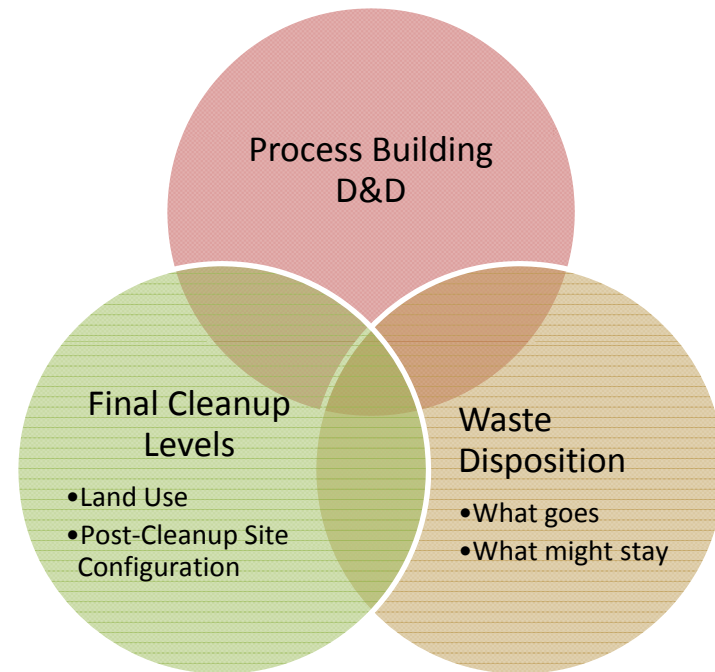 Process Building
D&D
Final Cleanup
Levels
•Land Use
•Post-Cleanup Site
Configuration
Waste
Disposition
•What goes
•What might stay